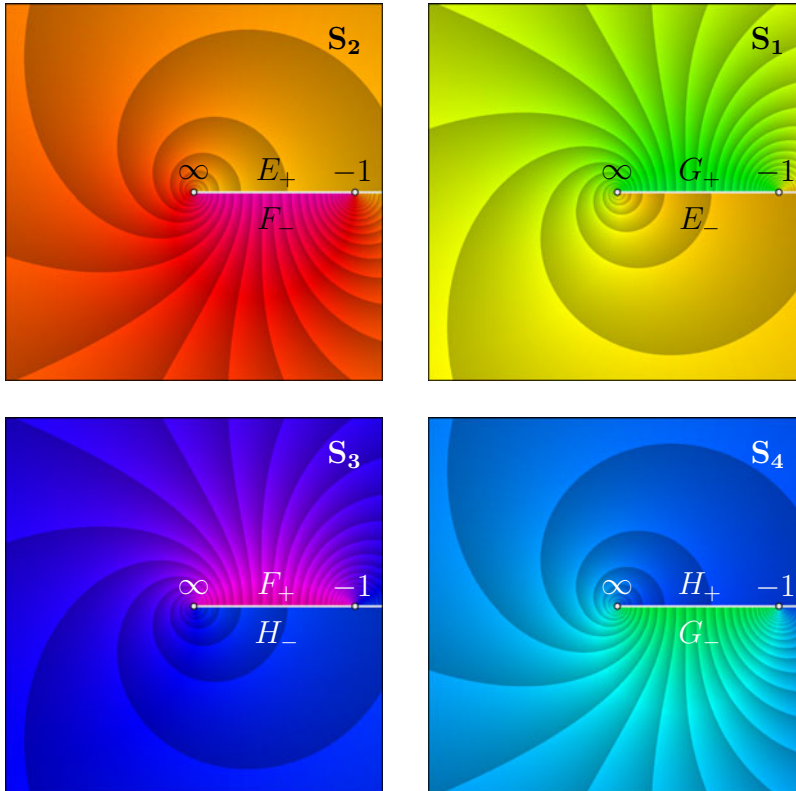 S₂
∞ E₊ −1
F₋
S₁
∞ G₊ −1
E₋
S₃
∞ F₊ −1
H₋
S₄
∞ H₊ −1
G₋